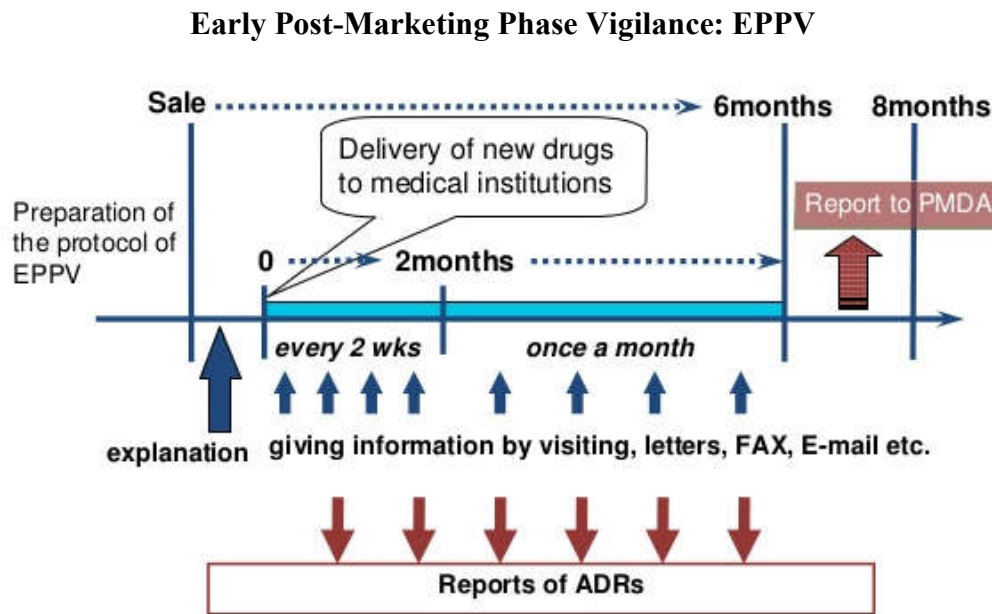 Early Post-Marketing Phase Vigilance: EPPV
Sale
6months
8months
Delivery of new drugs
to medical institutions
Preparation of
the protocol of
EPPV
Report to PMDA
0
2months
every 2 wks
once a month
explanation
giving information by visiting, letters, FAX, E-mail etc.
Reports of ADRs